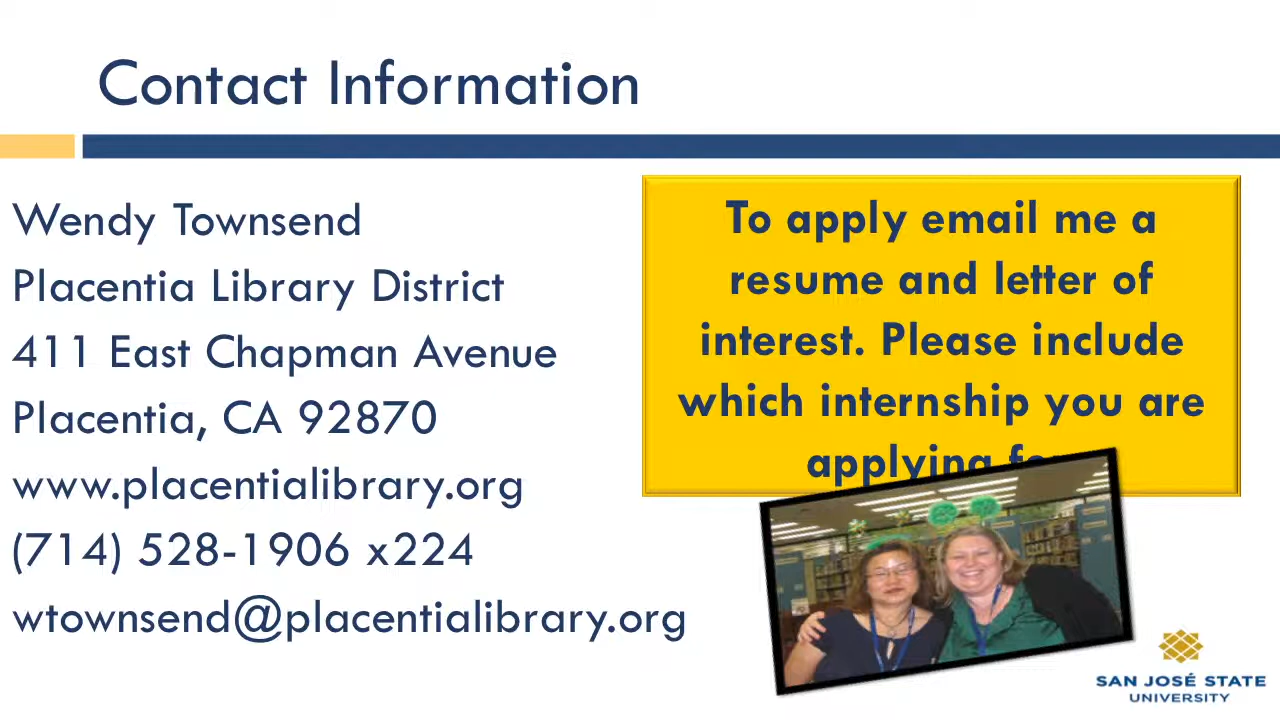 Contact Information
Wendy Townsend
Placentia Library District
411 East Chapman Avenue
Placentia, CA 92870
www.placentialibrary.org
(714) 528-1906 x224
wtownsend@placentialibrary.org
To apply email me a
resume and letter of
interest. Please include
which internship you are
applying
SAN JOSÉ STATE
UNIVERSITY